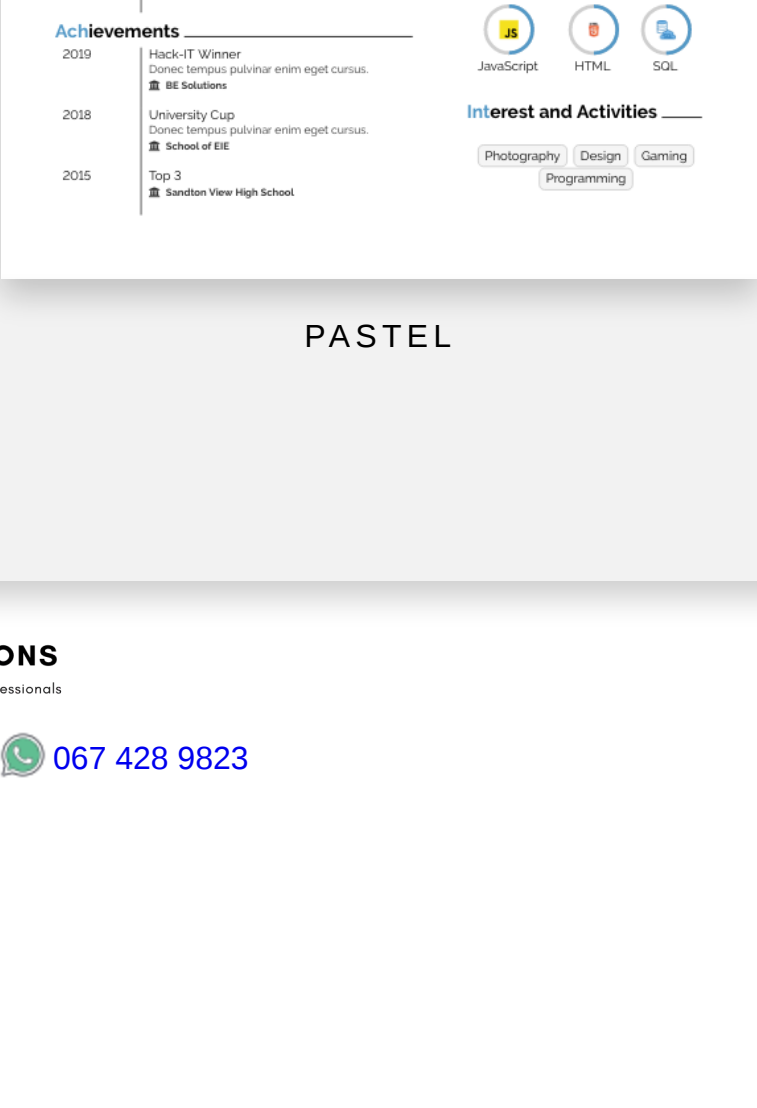 Achievements
2019 Hack-IT Winner
Donec tempus pulvinar enim eget cursus.
BE Solutions
2018 University Cup
Donec tempus pulvinar enim eget cursus.
School of EIE
2015 Top 3
Sandton View High School
JS
JavaScript HTML SQL
Interest and Activities
Photography Design Gaming
Programming
PASTEL
ONS
essionals
067 428 9823